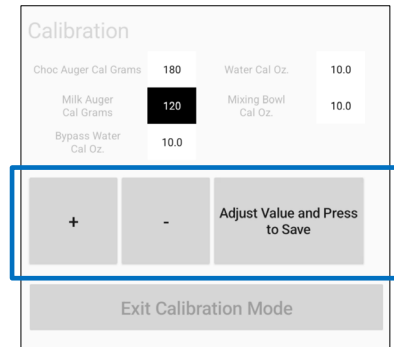 Calibration
Choc Auger Cal Grams 180 Water Cal Oz. 10.0
Milk Auger
Cal Grams
120
Mixing Bowl
Cal Oz.
10.0
Bypass Water
Cal Oz.
10.0
+
-
Adjust Value and Press
to Save
Exit Calibration Mode